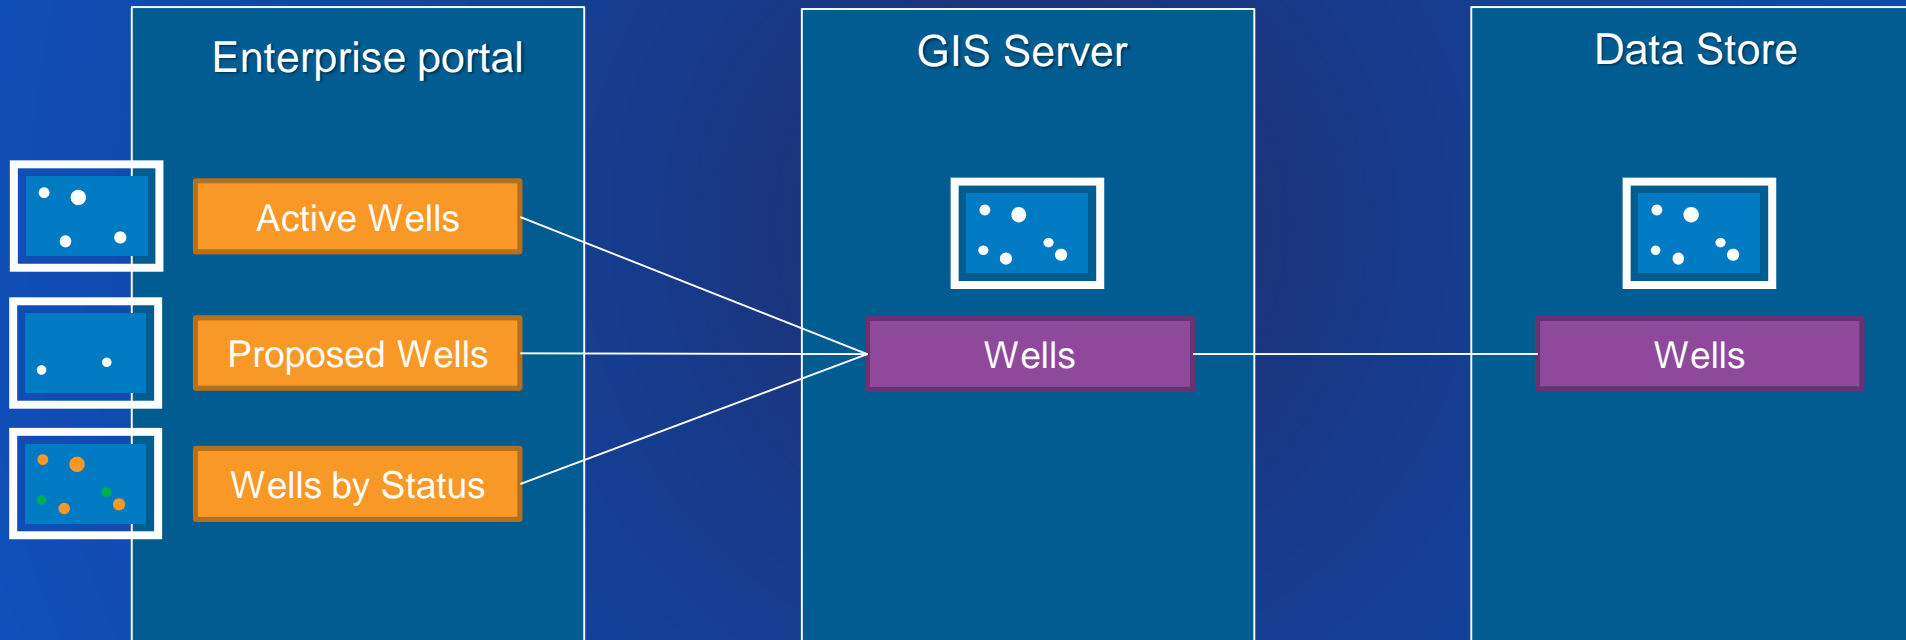 Enterprise portal
GIS Server
Data Store
Active Wells
Proposed Wells
Wells by Status
Wells
Wells